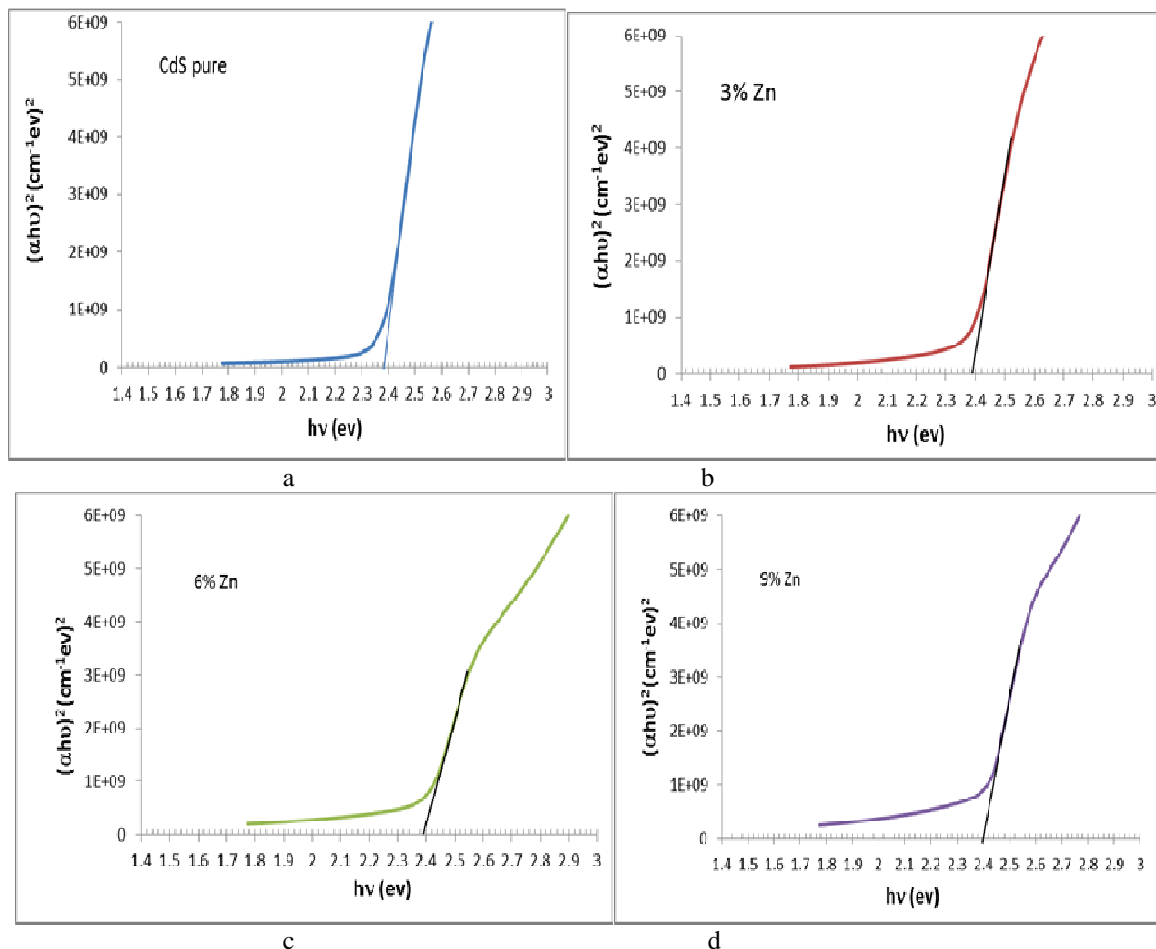 6E+09
5E+09
4E+09
3E+09
2E+09
1E+09
0
CdS pure
(αhυ)² (cm⁻¹ev)²
1.4 1.5 1.6 1.7 1.8 1.9 2 2.1 2.2 2.3 2.4 2.5 2.6 2.7 2.8 2.9 3
hν (ev)
a
6E+09
5E+09
4E+09
3E+09
2E+09
1E+09
0
3% Zn
(αhυ)² (cm⁻¹ev)²
1.4 1.5 1.6 1.7 1.8 1.9 2 2.1 2.2 2.3 2.4 2.5 2.6 2.7 2.8 2.9 3
hν (ev)
b
6E+09
5E+09
4E+09
3E+09
2E+09
1E+09
0
6% Zn
(αhυ)² (cm⁻¹ev)²
1.4 1.5 1.6 1.7 1.8 1.9 2 2.1 2.2 2.3 2.4 2.5 2.6 2.7 2.8 2.9 3
hν (ev)
c
6E+09
5E+09
4E+09
3E+09
2E+09
1E+09
0
9% Zn
(αhυ)² (cm⁻¹ev)²
1.4 1.5 1.6 1.7 1.8 1.9 2 2.1 2.2 2.3 2.4 2.5 2.6 2.7 2.8 2.9 3
hν (ev)
d